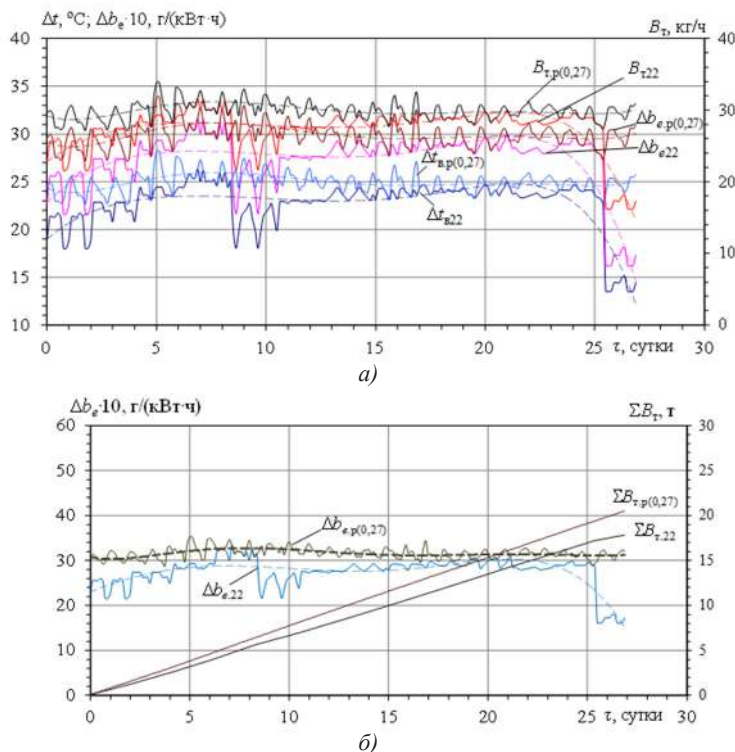 Δt, °C; Δbₑ·10, г/(кВт·ч) Bт, кг/ч
40 40
35
30 30
25
20 20
15 10
10 0
0 5 10 15 20 25 30
τ, сутки
Bт.р(0,27)
Bт22
Δbe.р(0,27)
Δbe22
Δtв.р(0,27)
Δtв22
а)
Δbe·10, г/(кВт·ч) ΣBт, т
60 30
50 25
40 20
30 15
20 10
10 5
0 0
0 5 10 15 20 25 30
τ, сутки
Δbe.р(0,27)
Δbe.22
ΣBт.р(0,27)
ΣBт.22
б)